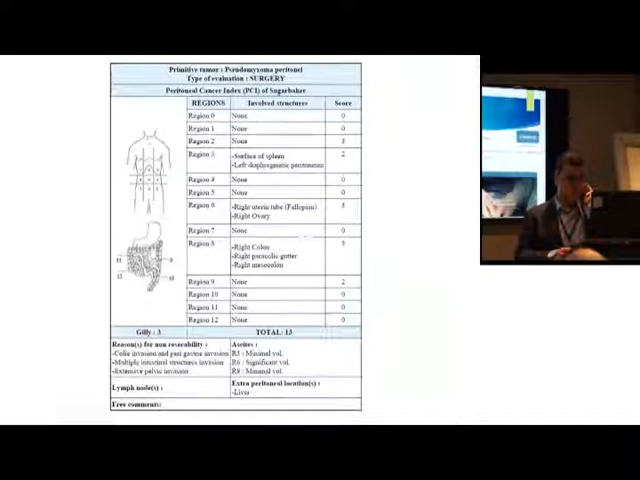 Primitive tumor : Pseudomyxoma peritonei
Type of evaluation : SURGERY
Peritoneal Cancer Index (PCI) of Sugarbaker
REGIONS Involved structures Score
Region 0 None 0
Region 1 None 0
Region 2 None 3
Region 3 -Surface of spleen 2
-Left diaphragmatic peritoneum
Region 4 None 0
Region 5 None 0
Region 6 -Right uterin tube (Fallopian) 3
-Right Ovary
Region 7 None 0
Region 8 -Right Colon 3
-Right paracolic gutter
-Right mesocolon
Region 9 None 2
Region 10 None 0
Region 11 None 0
Region 12 None 0
Gilly : 3 TOTAL: 13
Reason(s) for non resecability :
-Colic invasion and peri gastric invasion
-Multiple intestinal structures invasion
-Extensive pelvic invasion
Ascites :
R3 : Minimal vol.
R6 : Significant vol.
R8 : Minimal vol.
Lymph node(s) :
Extra peritoneal location(s) :
-Liver
Free comments: